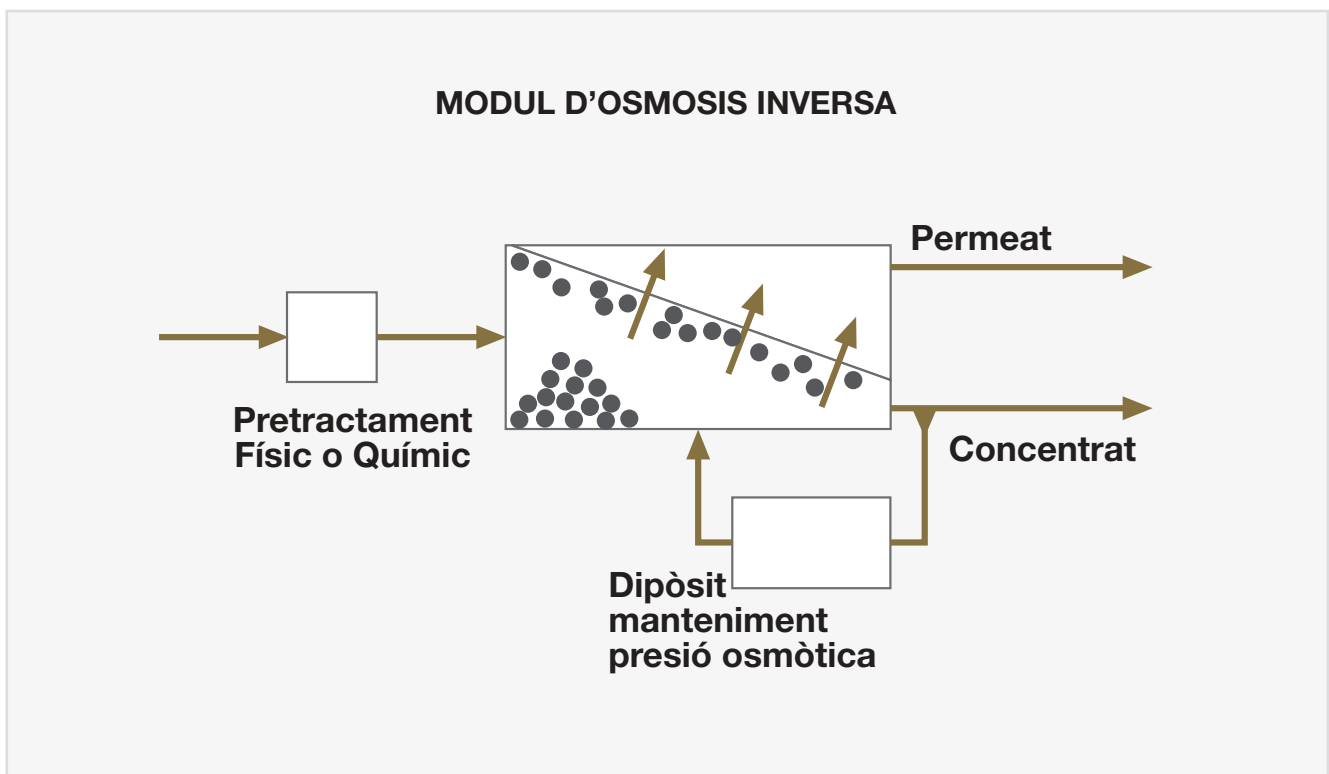 MODUL D’OSMOSIS INVERSA
Permeat
Pretractament
Físic o Químic
Concentrat
Dipòsit
manteniment
presió osmòtica